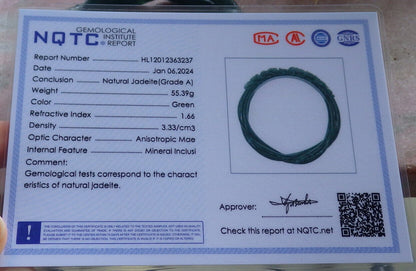 NQTC GEMOLOGICAL INSTITUTE REPORT
MA
GNBS
Report Number HL12012363237
Date Jan 06,2024
Conclusion Natural Jadeite(Grade A)
Weight 55.39g
Color Green
Refractive Index 1.66
Density 3.33/cm3
Optic Character Anisotropic Mae
Internal Feature Mineral Inclusi
Comment:
Gemological tests correspond to the charact
eristics of natural jadeite.
Approver:
Check this report at NQTC.net